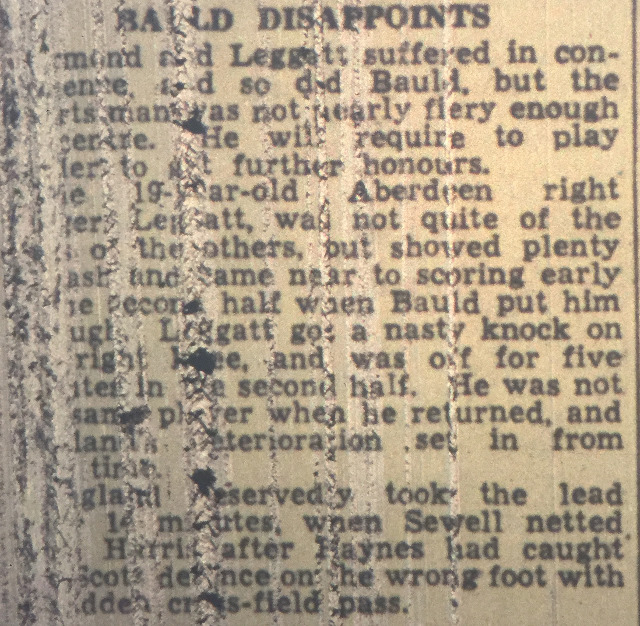 BAULD DISAPPOINTS
and Leggatt suffered in con-
and so did Bauld, but the
was not nearly fiery enough
centre. He will require to play
to get further honours.
19-year-old Aberdeen right
Leggatt, was not quite of the
of the others, but showed plenty
and came near to scoring early
second half when Bauld put him
Leggatt got a nasty knock on
right knee, and was off for five
in the second half. He was not
same player when he returned, and
deterioration set in from
time.
England deservedly took the lead
minutes, when Sewell netted
Harris after Haynes had caught
Scots defence on the wrong foot with
cross-field pass.